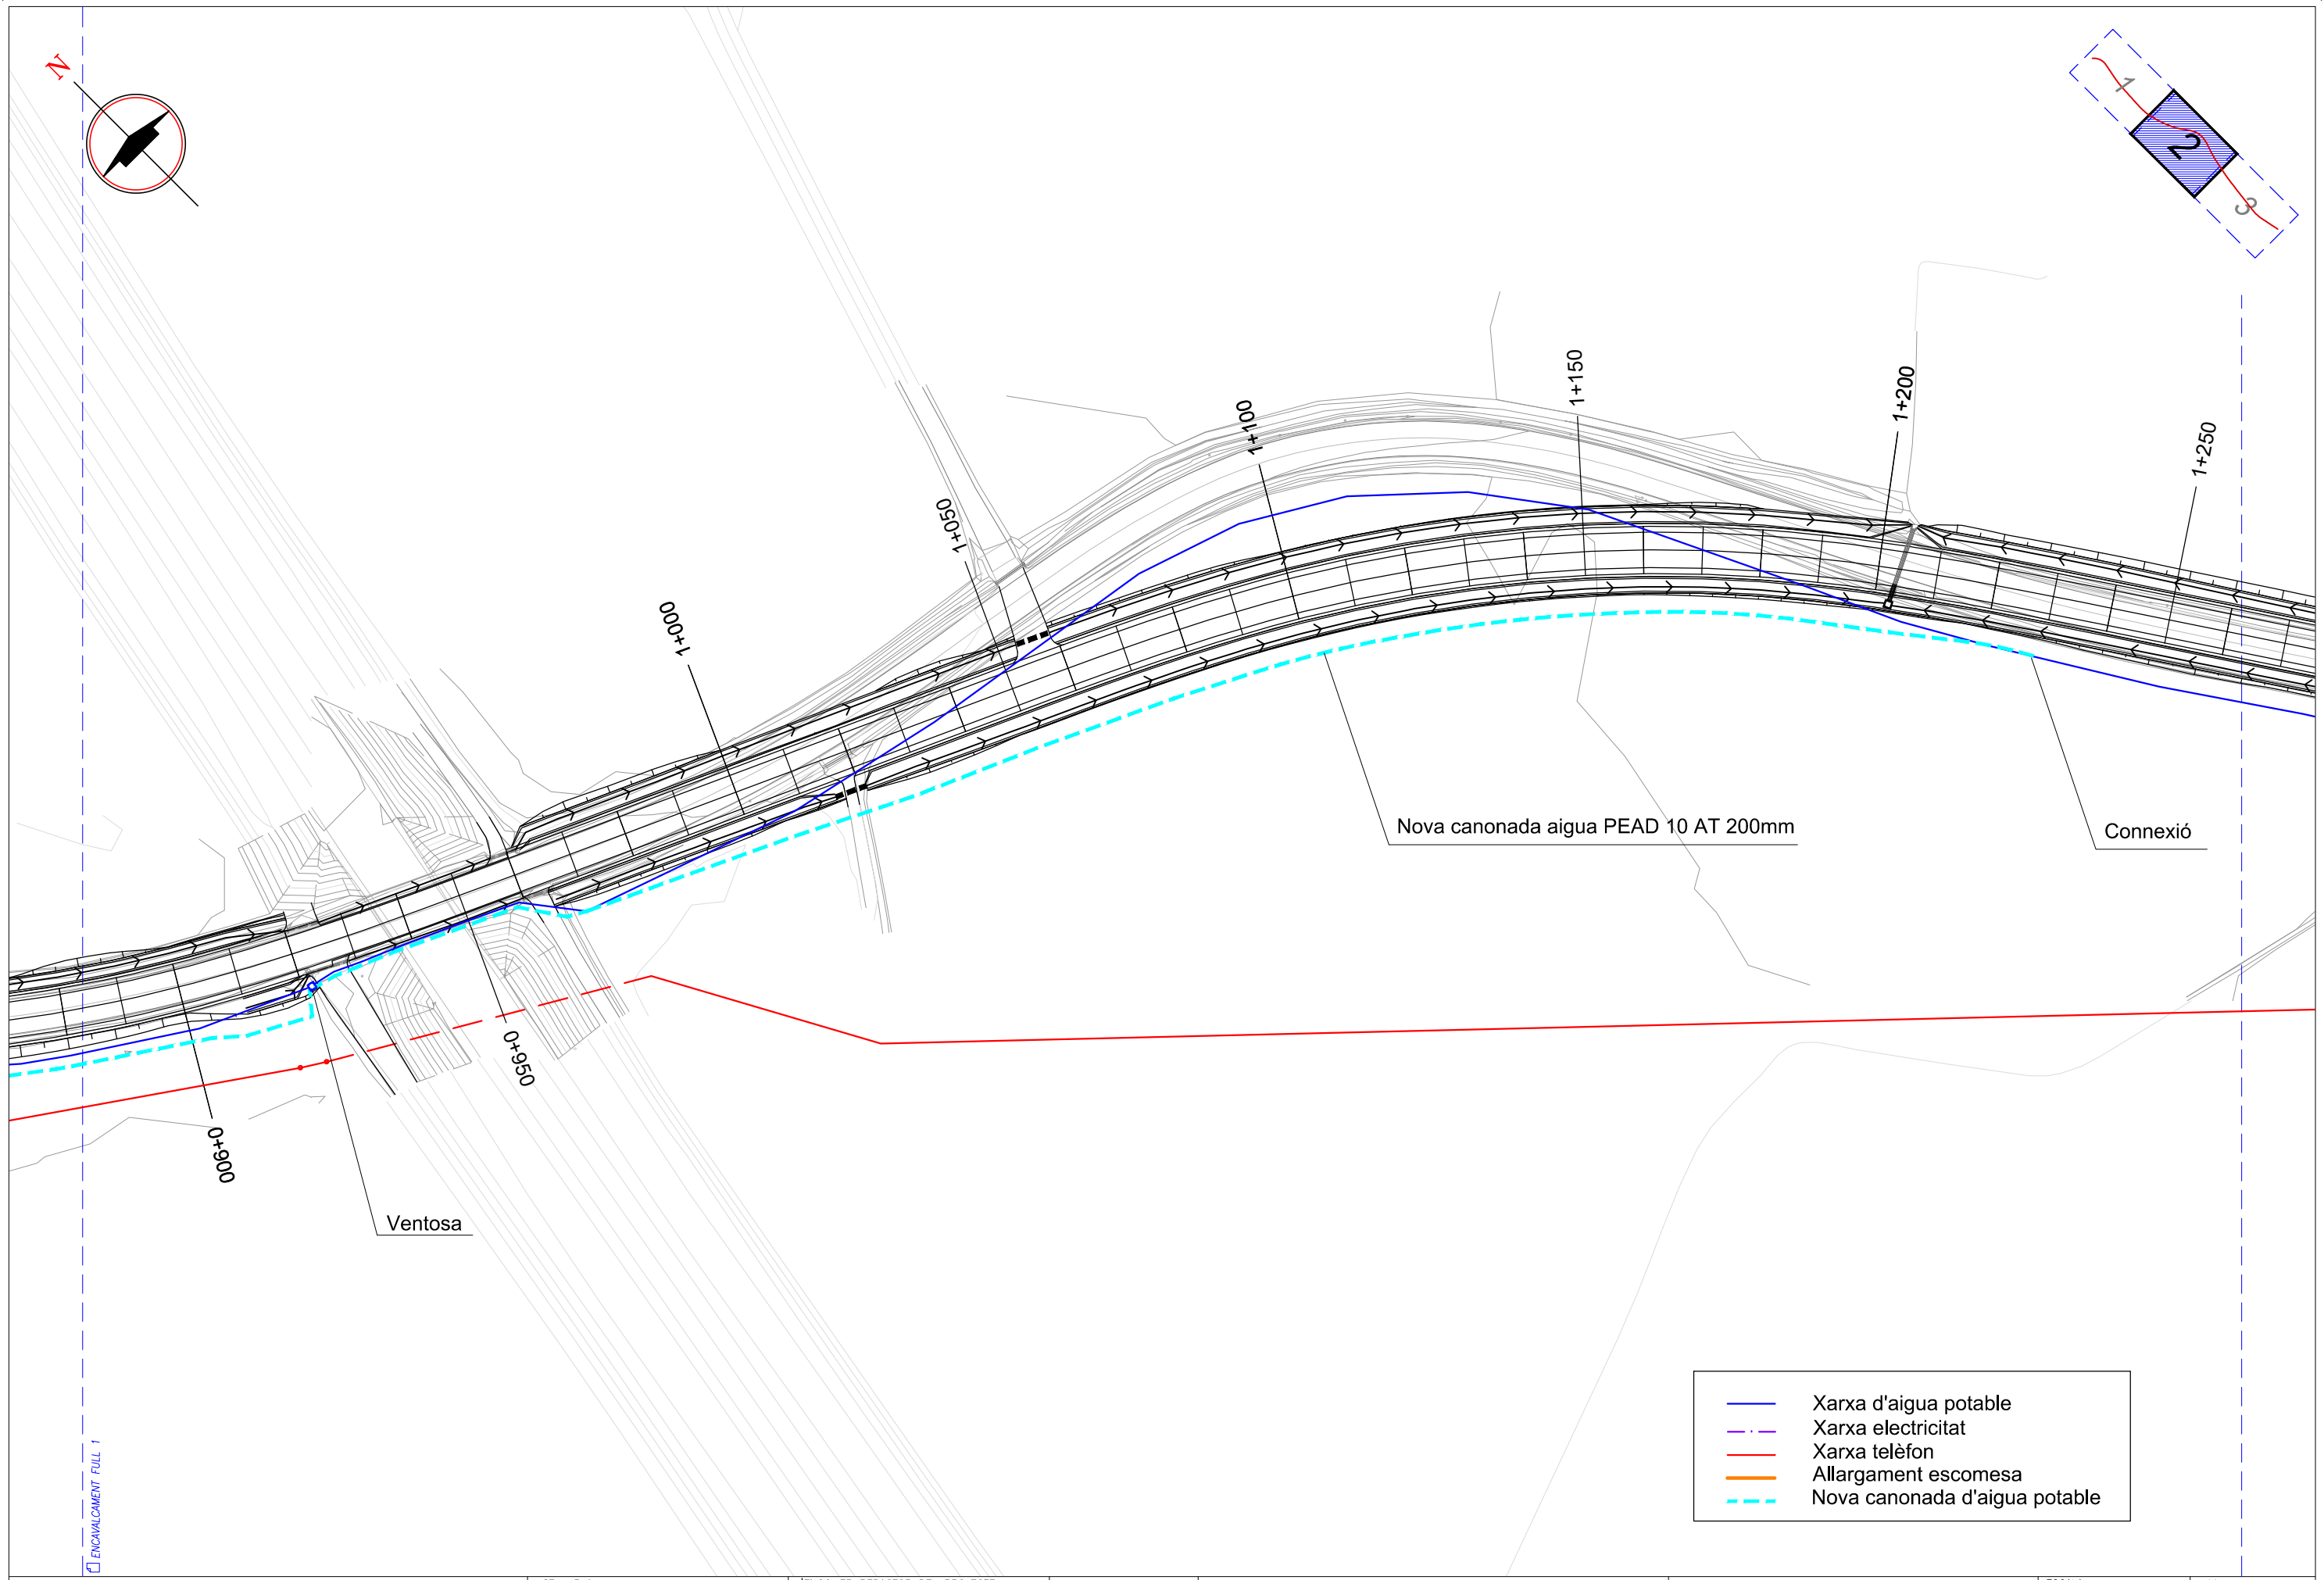 N
1
2
3
1+150
1+200
1+100
1+250
1+050
1+000
Nova canonada aigua PEAD 10 AT 200mm
Connexió
0+950
0+900
Ventosa
Xarxa d'aigua potable
Xarxa electricitat
Xarxa telèfon
Allargament escomesa
Nova canonada d'aigua potable
ENCAVALCAMENT FULL 1